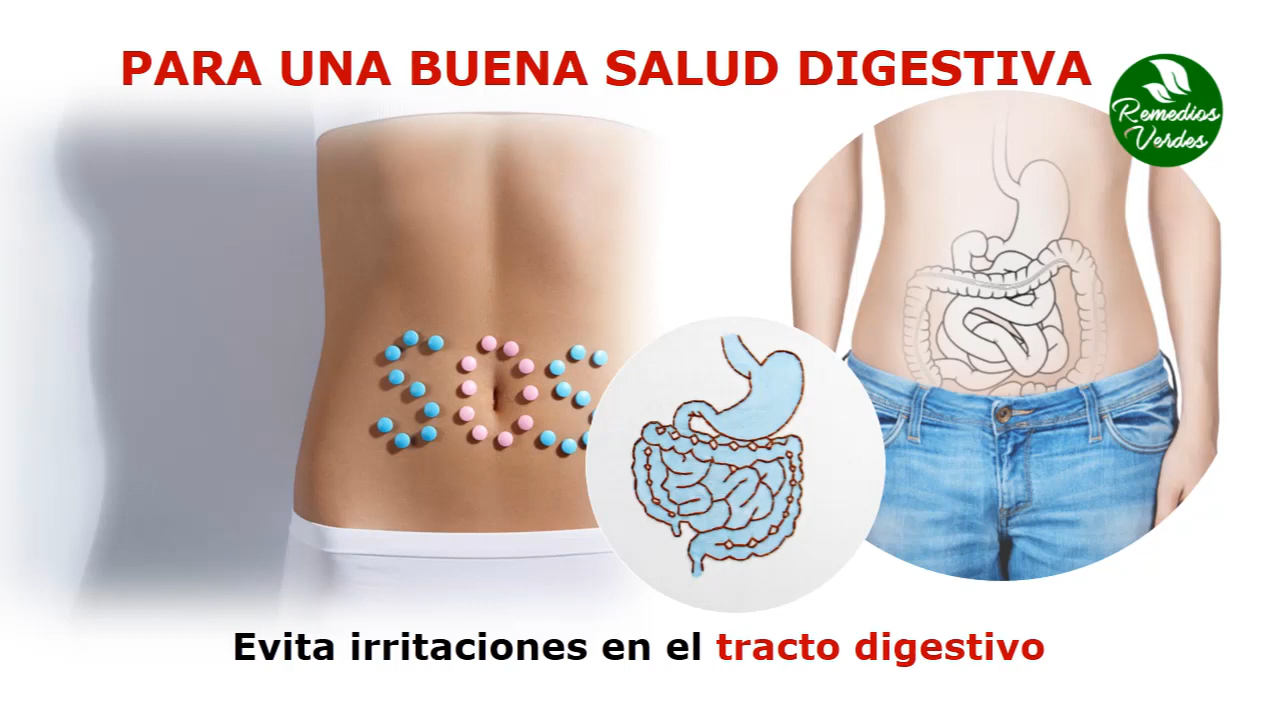 PARA UNA BUENA SALUD DIGESTIVA
Remedios
Verdes
SOS
Evita irritaciones en el tracto digestivo